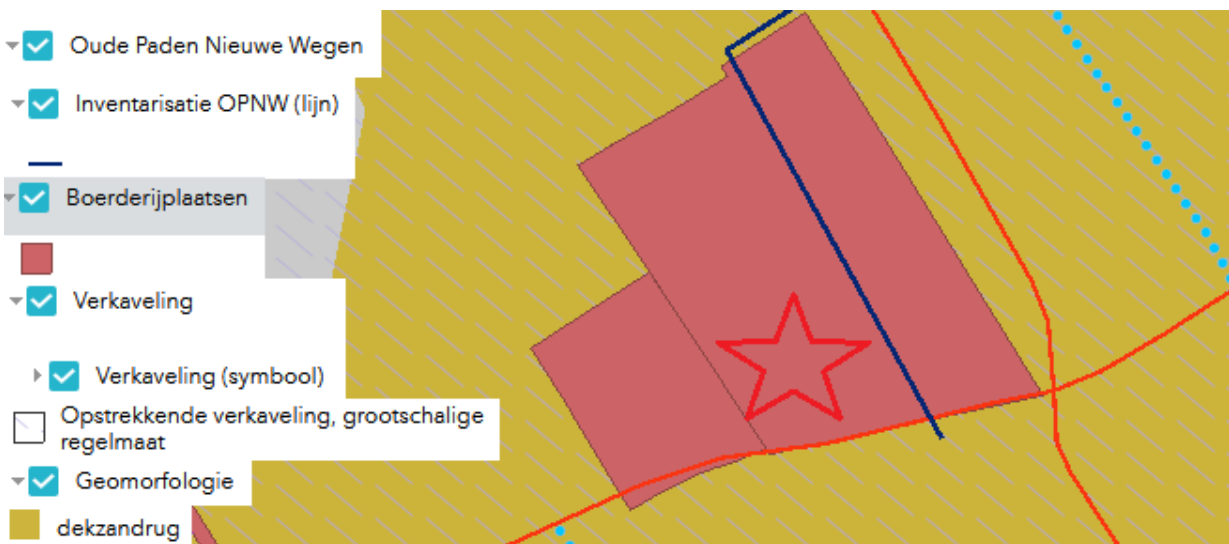 Oude Paden Nieuwe Wegen
Inventarisatie OPNW (lijn)
Boerderijplaatsen
Verkaveling
Verkaveling (symbool)
Opstrekkende verkaveling, grootschalige
regelmaat
Geomorfologie
dekzandrug